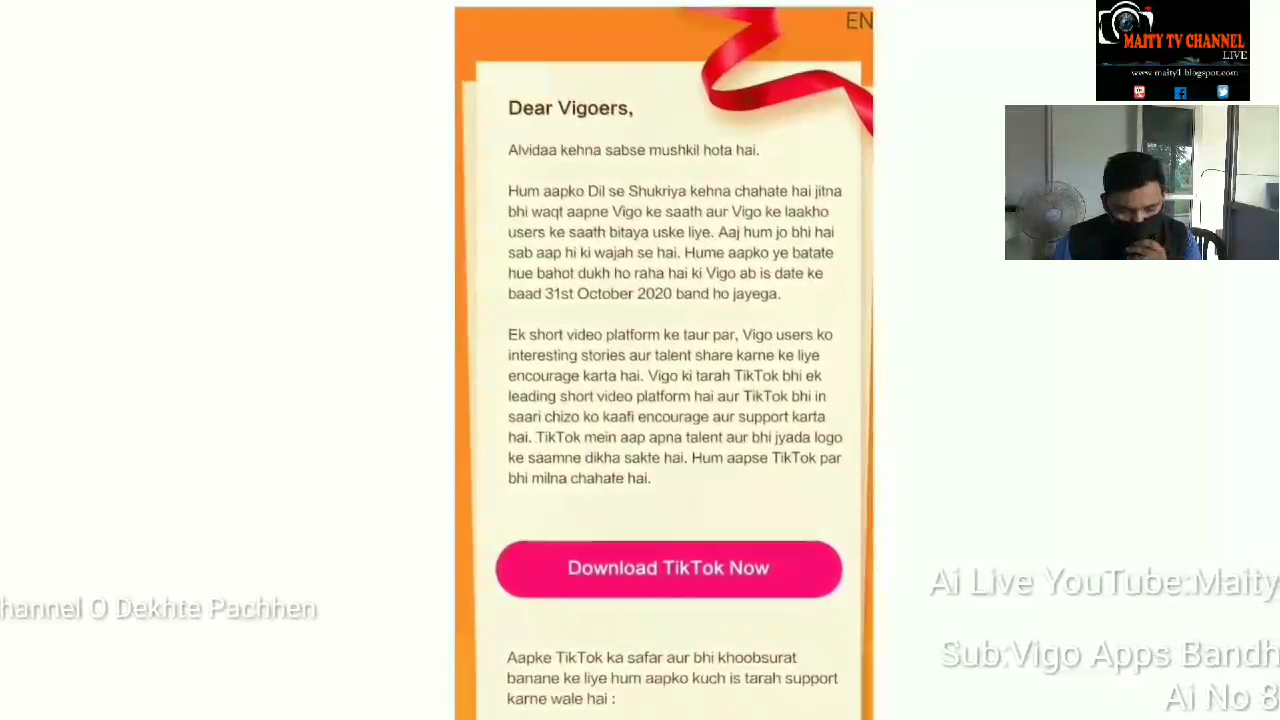 EN
MAITY TV CHANNEL
LIVE
www.maity1.blogspot.com
Dear Vigoers,
Alvidaa kehna sabse mushkil hota hai.
Hum aapko Dil se Shukriya kehna chahate hai jitna
bhi waqt aapne Vigo ke saath aur Vigo ke laakho
users ke saath bitaya uske liye. Aaj hum jo bhi hai
sab aap hi ki wajah se hai. Hume aapko ye batate
hue bahot dukh ho raha hai ki Vigo ab is date ke
baad 31st October 2020 band ho jayega.
Ek short video platform ke taur par, Vigo users ko
interesting stories aur talent share karne ke liye
encourage karta hai. Vigo ki tarah TikTok bhi ek
leading short video platform hai aur TikTok bhi in
saari chizo ko kaafi encourage aur support karta
hai. TikTok mein aap apna talent aur bhi jyada logo
ke saamne dikha sakte hai. Hum aapse TikTok par
bhi milna chahate hai.
Download TikTok Now
Aapke TikTok ka safar aur bhi khoobsurat
banane ke liye hum aapko kuch is tarah support
karne wale hai :
hannel O Dekhte Pachhen
Ai Live YouTube:Maity
Sub:Vigo Apps Bandh
Ai No 8